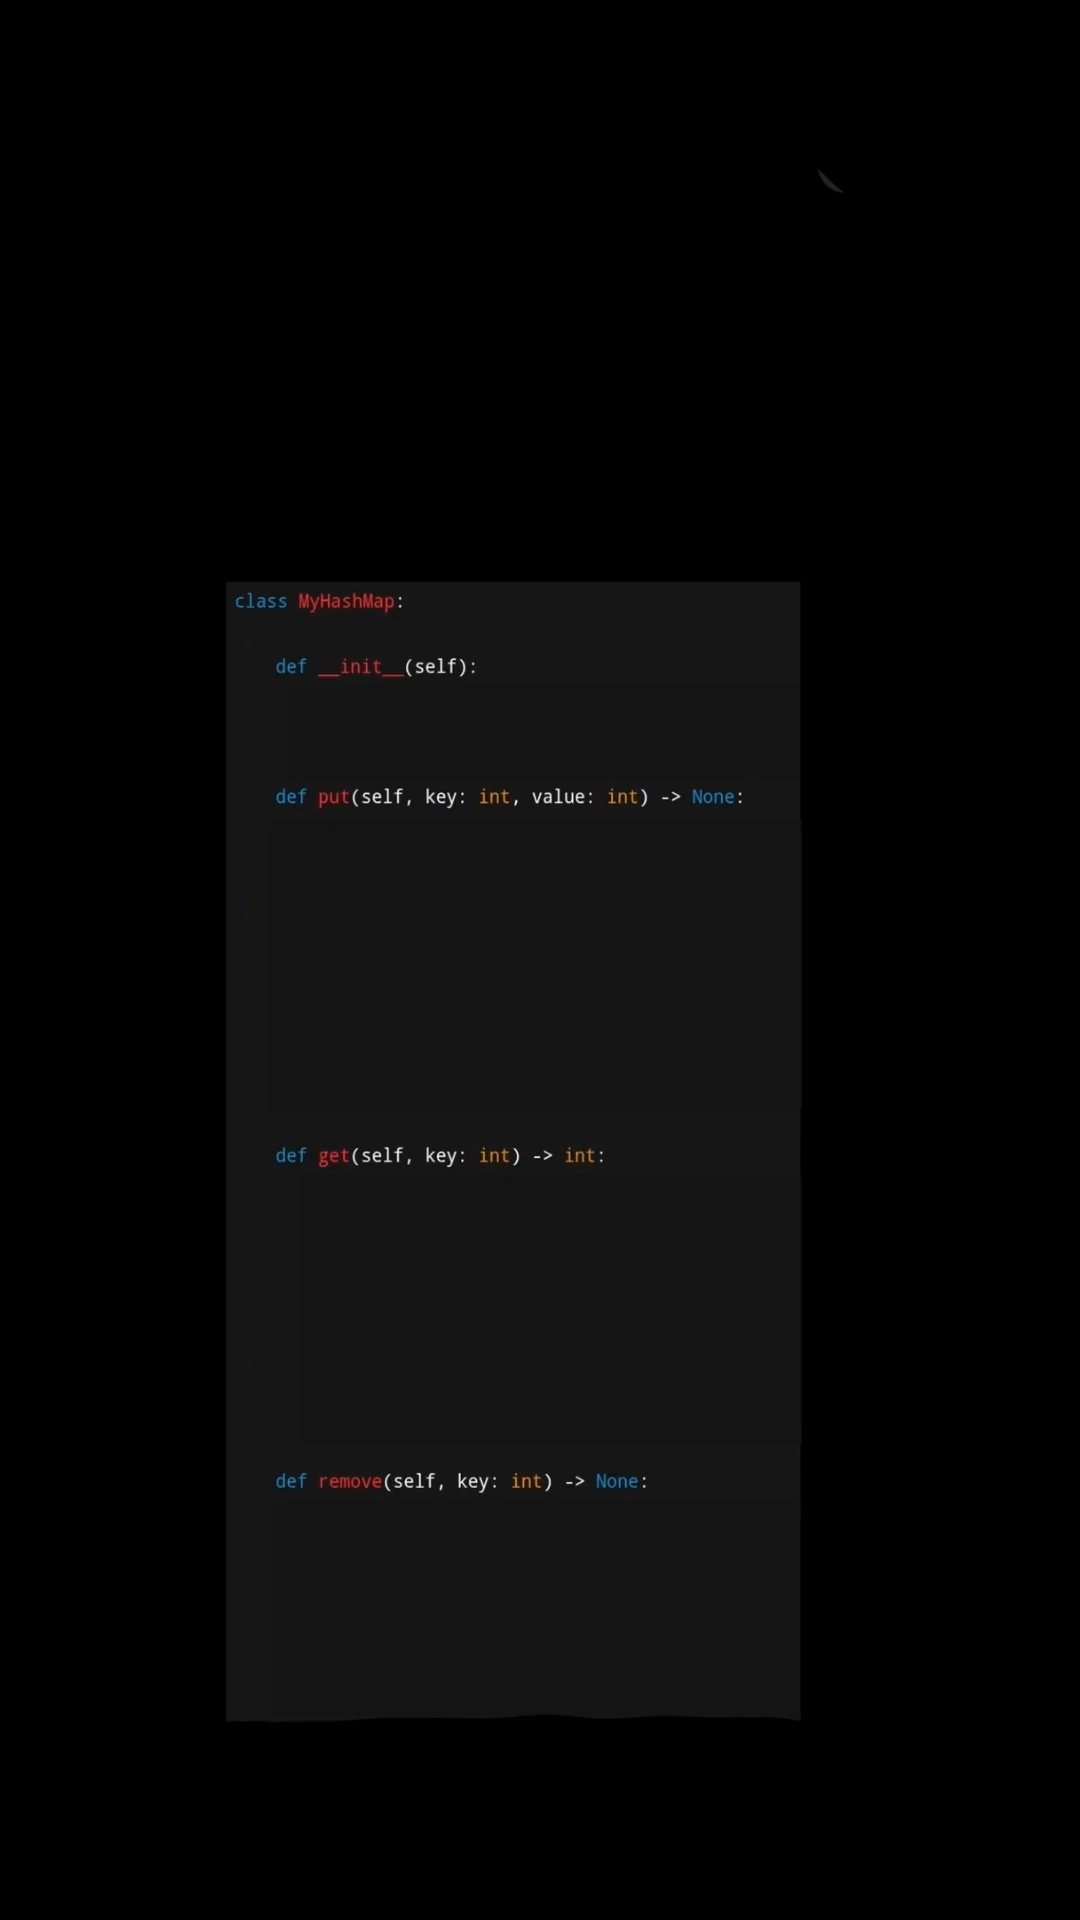 class MyHashMap:
def __init__(self):
def put(self, key: int, value: int) -> None:
def get(self, key: int) -> int:
def remove(self, key: int) -> None: